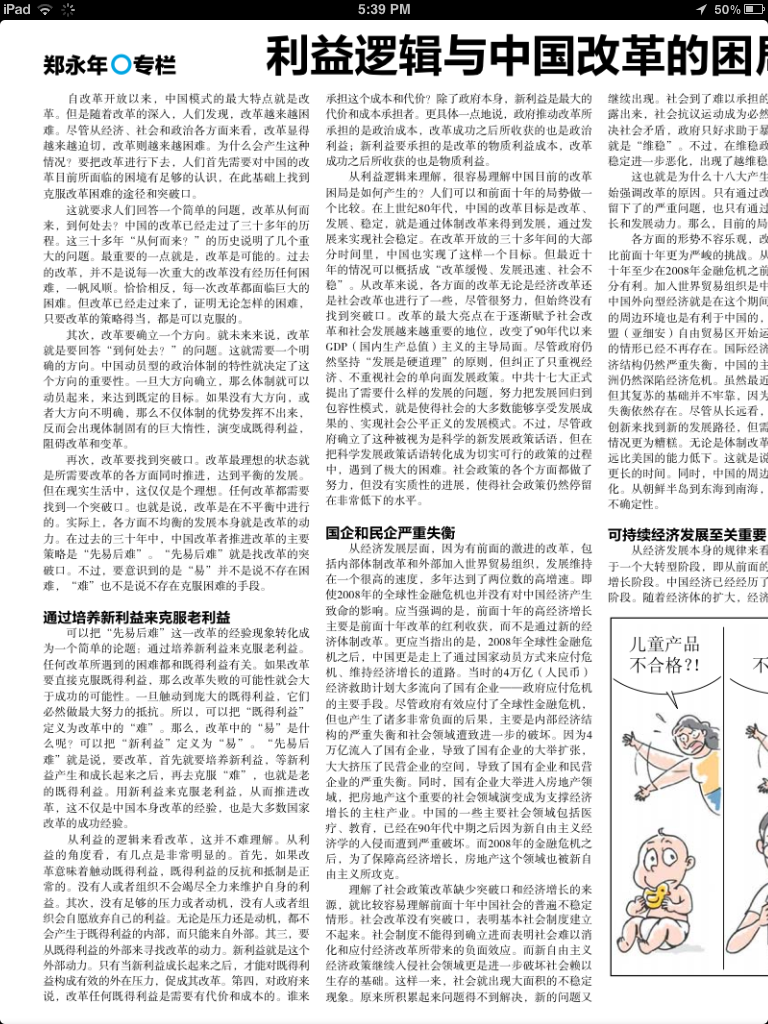 iPad
5:39 PM
50%
郑永年 专栏
利益逻辑与中国改革的困局
自改革开放以来，中国模式的最大特点就是改
革。但是随着改革的深入，人们发现，改革越来越困
难。尽管从经济、社会和政治各方面来看，改革显得
越来越迫切，改革则越来越困难。为什么会产生这种
情况？要把改革进行下去，人们首先需要对中国的改
革目前所面临的困境有足够的认识，在此基础上找到
克服改革困难的途径和突破口。
这就要求人们回答一个简单的问题，改革从何而
来，到何处去？中国的改革已经走过了三十多年的历
程。这三十多年“从何而来？”的历史说明了几个重
大的问题。最重要的一点就是，改革是可能的。过去
的改革，并不是说每一次重大的改革没有经历任何困
难，一帆风顺。恰恰相反，每一次改革都面临巨大的
困难。但改革已经走过来了，证明无论怎样的困难，
只要改革的策略得当，都是可以克服的。
其次，改革要确立一个方向。就未来来说，改革
就是要回答“到何处去？”的问题。这就需要一个明
确的方向。中国动员型的政治体制的特性就决定了这
个方向的重要性。一旦大方向确立，那么体制就可以
动员起来，来达到既定的目标。如果没有大方向，或
者大方向不明确，那么不仅体制的优势发挥不出来，
反而会出现体制固有的巨大惰性，演变成既得利益，
阻碍改革和变革。
再次，改革要找到突破口。改革最理想的状态就
是所需要改革的各方面同时推进，达到平衡的发展。
但在现实生活中，这仅仅是个理想。任何改革都需要
找到一个突破口。也就是说，改革是在不平衡中进行
的。实际上，各方面不均衡的发展本身就是改革的动
力。在过去的三十年中，中国改革者推进改革的主要
策略是“先易后难”。“先易后难”就是找改革的突
破口。不过，要意识到的是“易”并不是说不存在困
难，“难”也不是说不存在克服困难的手段。
通过培养新利益来克服老利益
可以把“先易后难”这一改革的经验现象转化成
为一个简单的论题：通过培养新利益来克服老利益。
任何改革所遇到的困难都和既得利益有关。如果改革
要直接克服既得利益，那么改革失败的可能性就会大
于成功的可能性。一旦触动到庞大的既得利益，它们
必然做最大努力的抵抗。所以，可以把“既得利益”
定义为改革中的“难”。那么，改革中的“易”是什
么呢？可以把“新利益”定义为“易”。“先易后
难”就是说，要改革，首先就要培养新利益，等新利
益产生和成长起来之后，再去克服“难”，也就是老
的既得利益。用新利益来克服老利益，从而推进改
革，这不仅是中国本身改革的经验，也是大多数国家
改革的成功经验。
从利益的逻辑来看改革，这并不难理解。从利
益的角度看，有几点是非常明显的。首先，如果改
革意味着触动既得利益，既得利益的反抗和抵制是正
常的。没有人或者组织不会竭尽全力来维护自身的利
益。其次，没有足够的压力或者动机，没有人或者组
织会自愿放弃自己的利益。无论是压力还是动机，都不
会产生于既得利益的内部，而只能来自外部。其三，要
从既得利益的外部来寻找改革的动力。新利益就是这个
外部动力。只有当新利益成长起来之后，才能对既得利
益构成有效的外在压力，促成其改革。第四，对政府来
说，改革任何既得利益是需要有代价和成本的。谁来
承担这个成本和代价？除了政府本身，新利益是最大的
代价和成本承担者。更具体一点地说，政府推动改革所
承担的是政治成本，改革成功之后所收获的也是政治
利益；新利益要承担的是改革的物质利益成本，改革
成功之后所收获的也是物质利益。
从利益逻辑来理解，很容易理解中国目前的改革
困局是如何产生的？人们可以和前面十年的局势做一
个比较。在上世纪80年代，中国的改革目标是改革、
发展、稳定，就是通过体制改革来得到发展，通过发
展来实现社会稳定。在改革开放的三十多年间的大部
分时间里，中国也实现了这样一个目标。但最近十
年的情况可以概括成“改革缓慢、发展迅速、社会不
稳”。从改革来说，各方面的改革无论是经济改革还
是社会改革也进行了一些，尽管很努力，但始终没有
找到突破口。改革的最大亮点在于逐渐赋予社会改
革和社会发展越来越重要的地位，改变了90年代以来
GDP（国内生产总值）主义的主导局面。尽管政府仍
然坚持“发展是硬道理”的原则，但纠正了只重视经
济、不重视社会的单向面发展政策。中共十七大正式
提出了需要什么样的发展的问题，努力把发展回归到
包容性模式，就是使得社会的大多数能够享受发展成
果的、实现社会公平正义的发展模式。不过，尽管政
府确立了这种被视为是科学的新发展政策话语，但在
把科学发展政策话语转化成为切实可行的政策的过程
中，遇到了极大的困难。社会政策的各个方面都做了
努力，但没有实质性的进展，使得社会政策仍然停留
在非常低下的水平。
国企和民企严重失衡
从经济发展层面，因为有前面的激进的改革，包
括内部体制改革和外部加入世界贸易组织，发展维持
在一个很高的速度，多年达到了两位数的高增速。即
使2008年的全球性金融危机也并没有对中国经济产生
致命的影响。应当强调的是，前面十年的高经济增长
主要是前面十年改革的红利收获，而不是通过新的经
济体制改革。更应当指出的是，2008年全球性金融危
机之后，中国更是走上了通过国家动员方式来应付危
机、维持经济增长的道路。当时的4万亿（人民币）
经济救助计划大多流向了国有企业——政府应付危机
的主要手段。尽管政府有效应付了全球性金融危机，
但也产生了诸多非常负面的后果，主要是内部经济结
构的严重失衡和社会领域遭致进一步的破坏。因为4
万亿流入了国有企业，导致了国有企业的大举扩张，
大大挤压了民营企业的空间，导致了国有企业和民营
企业的严重失衡。同时，国有企业大举进入房地产领
域，把房地产这个重要的社会领域演变成为支撑经济
增长的主柱产业。中国的一些主要社会领域包括医
疗、教育，已经在90年代中期之后因为新自由主义经
济学的入侵而遭到严重破坏。而2008年的金融危机之
后，为了保障高经济增长，房地产这个领域也被新自
由主义所攻克。
理解了社会政策改革缺少突破口和经济增长的来
源，就比较容易理解前面十年中国社会的普遍不稳定
情形。社会改革没有突破口，表明基本社会制度建立
不起来。社会制度不能得到确立进而表明社会难以消
化和应付经济改革所带来的负面效应。而新自由主义
经济政策继续入侵社会领域更是进一步破坏社会赖以
生存的基础。这样一来，社会就出现大面积的不稳定
现象。原来所积累起来问题得不到解决，新的问题又
继续出现。社会到了难以承担的
露出来，社会抗议运动成为必然
决社会矛盾，政府只好求助于暴
就是“维稳”。不过，在维稳政
稳定进一步恶化，出现了越维稳
这也就是为什么十八大产生
始强调改革的原因。只有通过改
留下了的严重问题，也只有通过
长和发展动力。那么，目前的局
各方面的形势不容乐观，改
比前面十年更为严峻的挑战。从
十年至少在2008年金融危机之前
分有利。加入世界贸易组织是中
中国外向型经济就是在这个期间
的周边环境也是有利于中国的，
盟（亚细安）自由贸易区开始运
的情形已经不再存在。国际经济
济结构仍然严重失衡，中国的主
洲仍然深陷经济危机。虽然最近
但其复苏的基础并不牢靠，因为
失衡依然存在。尽管从长远看，
创新来找到新的发展路径，但需
情况更为糟糕。无论是体制改革
远比美国的能力低下。这就是说
更长的时间。同时，中国的周边
化。从朝鲜半岛到东海到南海，
不确定性。
可持续经济发展至关重要
从经济发展本身的规律来看
于一个大转型阶段，即从前面的
增长阶段。中国经济已经经历了
阶段。随着经济体的扩大，经济
儿童产品
不合格?!
不